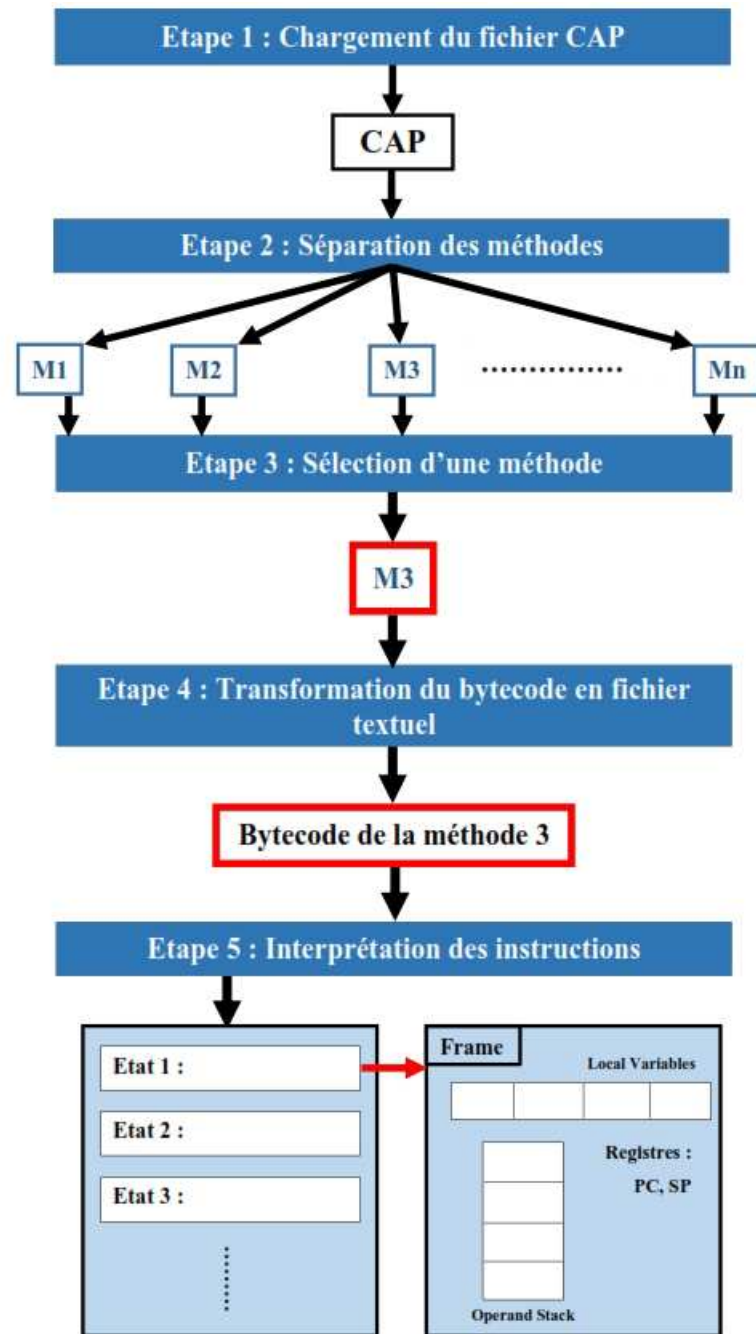 Etape 1 : Chargement du fichier CAP
CAP
Etape 2 : Séparation des méthodes
M1 M2 M3 ............... Mn
Etape 3 : Sélection d'une méthode
M3
Etape 4 : Transformation du bytecode en fichier
textuel
Bytecode de la méthode 3
Etape 5 : Interprétation des instructions
Etat 1 :
Etat 2 :
Etat 3 :
Frame
Local Variables
Registres :
PC, SP
Operand Stack